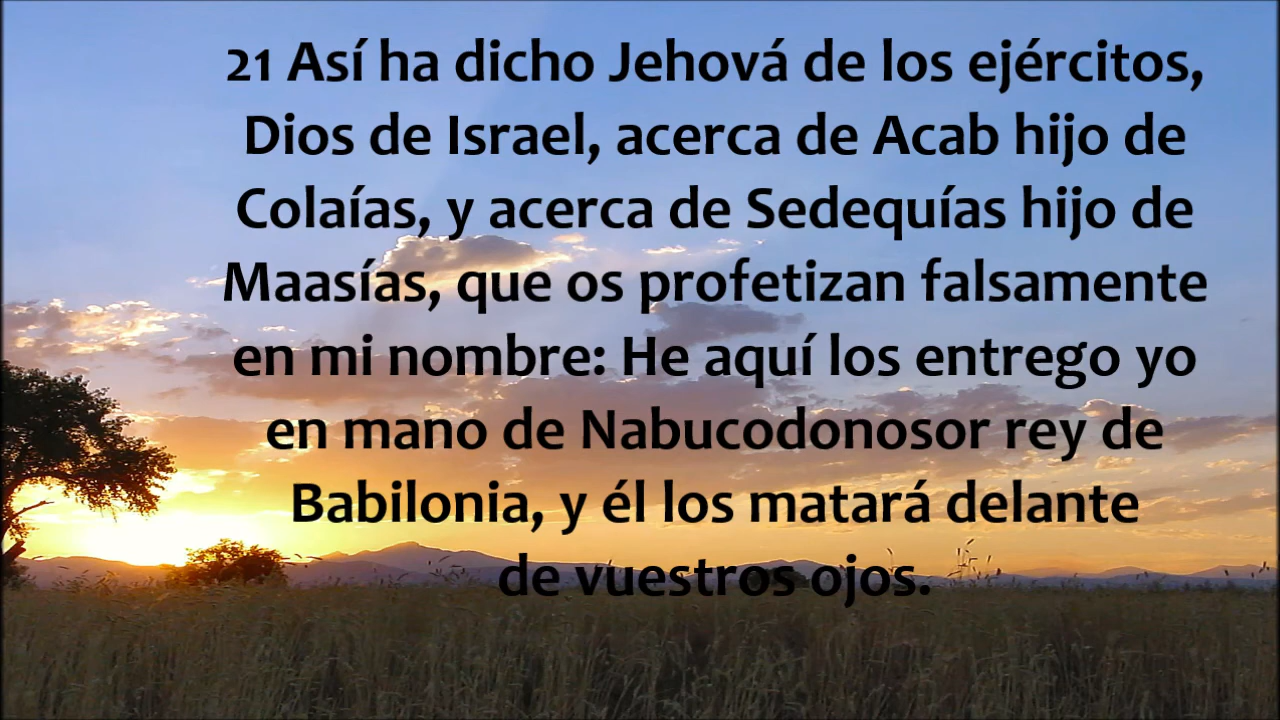 21 Así ha dicho Jehová de los ejércitos,
Dios de Israel, acerca de Acab hijo de
Colaías, y acerca de Sedequías hijo de
Maasías, que os profetizan falsamente
en mi nombre: He aquí los entrego yo
en mano de Nabucodonosor rey de
Babilonia, y él los matará delante
de vuestros ojos.